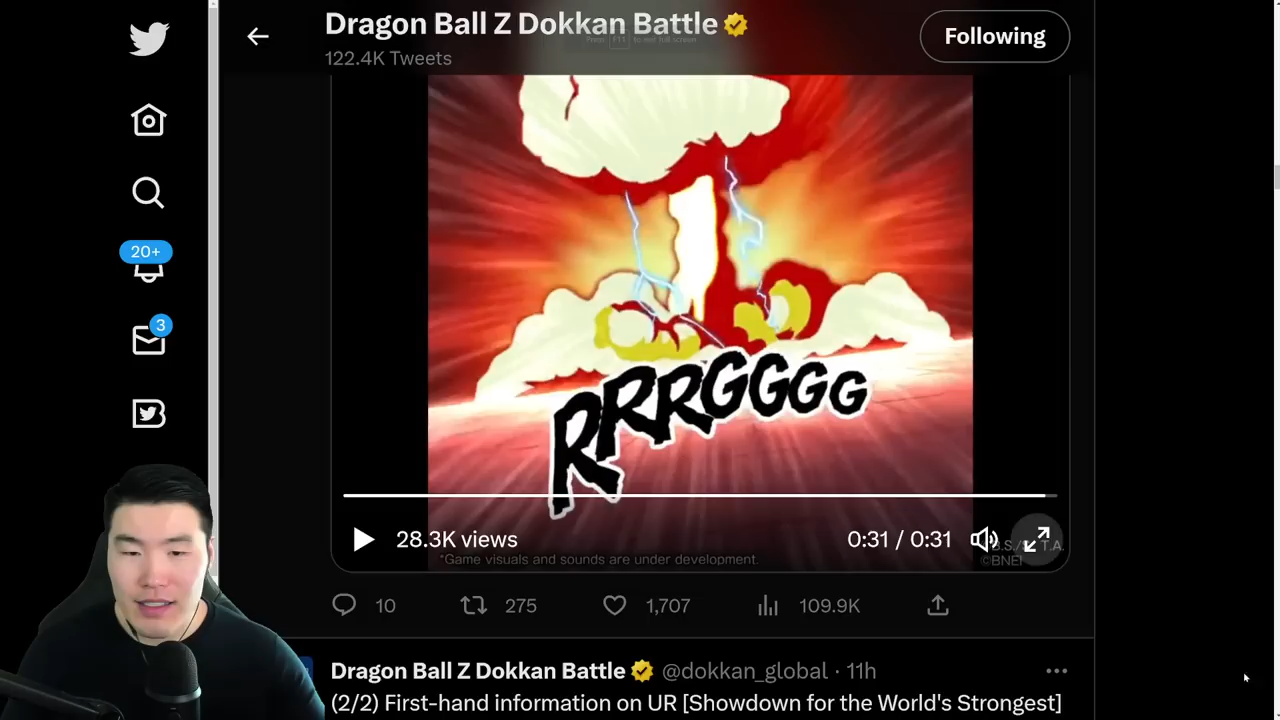 Dragon Ball Z Dokkan Battle
122.4K Tweets
Following
20+
3
RRRGGGG
28.3K views
0:31 / 0:31
*Game visuals and sounds are under development.
©BNEI
10
275
1,707
109.9K
Dragon Ball Z Dokkan Battle @dokkan_global · 11h
(2/2) First-hand information on UR [Showdown for the World's Strongest]